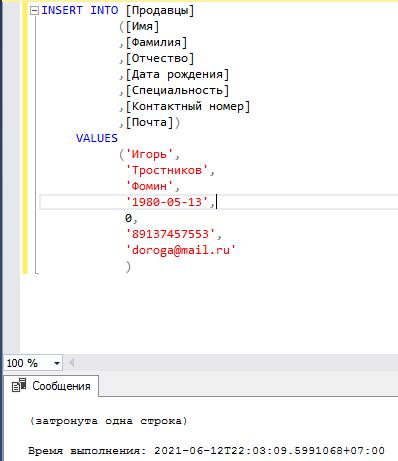 INSERT INTO [Продавцы]
([Имя]
,[Фамилия]
,[Отчество]
,[Дата рождения]
,[Специальность]
,[Контактный номер]
,[Почта])
VALUES
('Игорь',
'Тростников',
'Фомин',
'1980-05-13',
0,
'89137457553',
'doroga@mail.ru'
)
100 %
Сообщения
(затронута одна строка)
Время выполнения: 2021-06-12T22:03:09.5991068+07:00